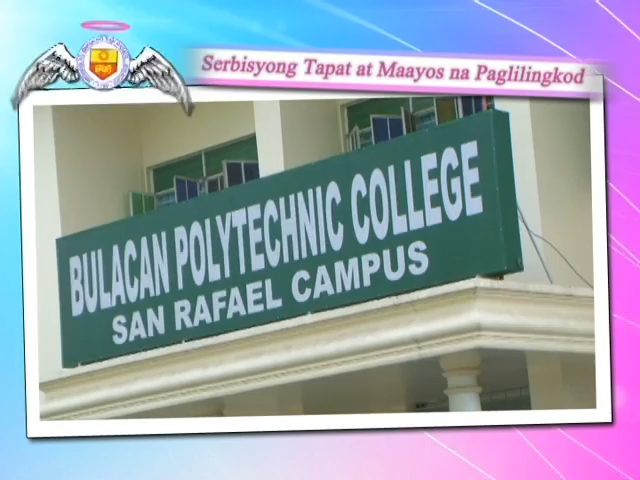 Serbisyong Tapat at Maayos na Paglilingkod
BULACAN POLYTECHNIC COLLEGE
SAN RAFAEL CAMPUS